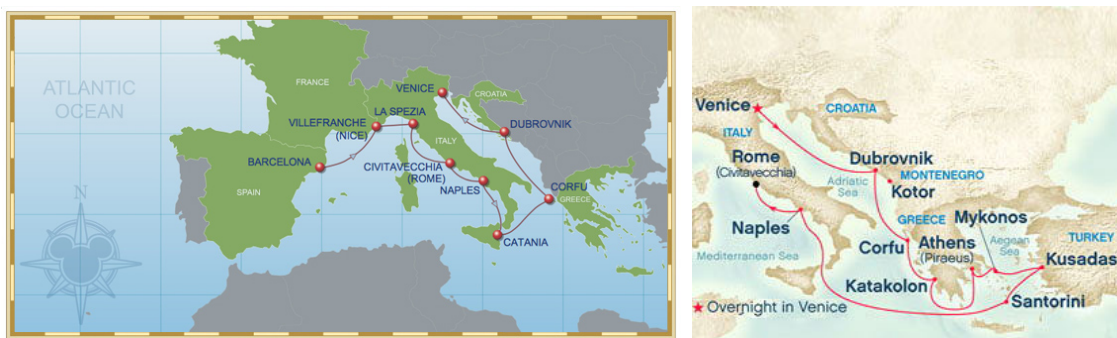 ATLANTIC
OCEAN
FRANCE
VENICE
CROATIA
LA SPEZIA
VILLEFRANCHE
(NICE)
DUBROVNIK
ITALY
BARCELONA
CIVITAVECCHIA
(ROME)
NAPLES
SPAIN
CORFU
GREECE
CATANIA
N
Venice
CROATIA
ITALY
Rome
(Civitavecchia)
Dubrovnik
MONTENEGRO
Adriatic
Sea
Kotor
Naples
GREECE
Mykonos
TURKEY
Mediterranean Sea
Corfu
Athens
(Piraeus)
Aegean
Sea
Kusadas
Katakolon
Santorini
Overnight in Venice